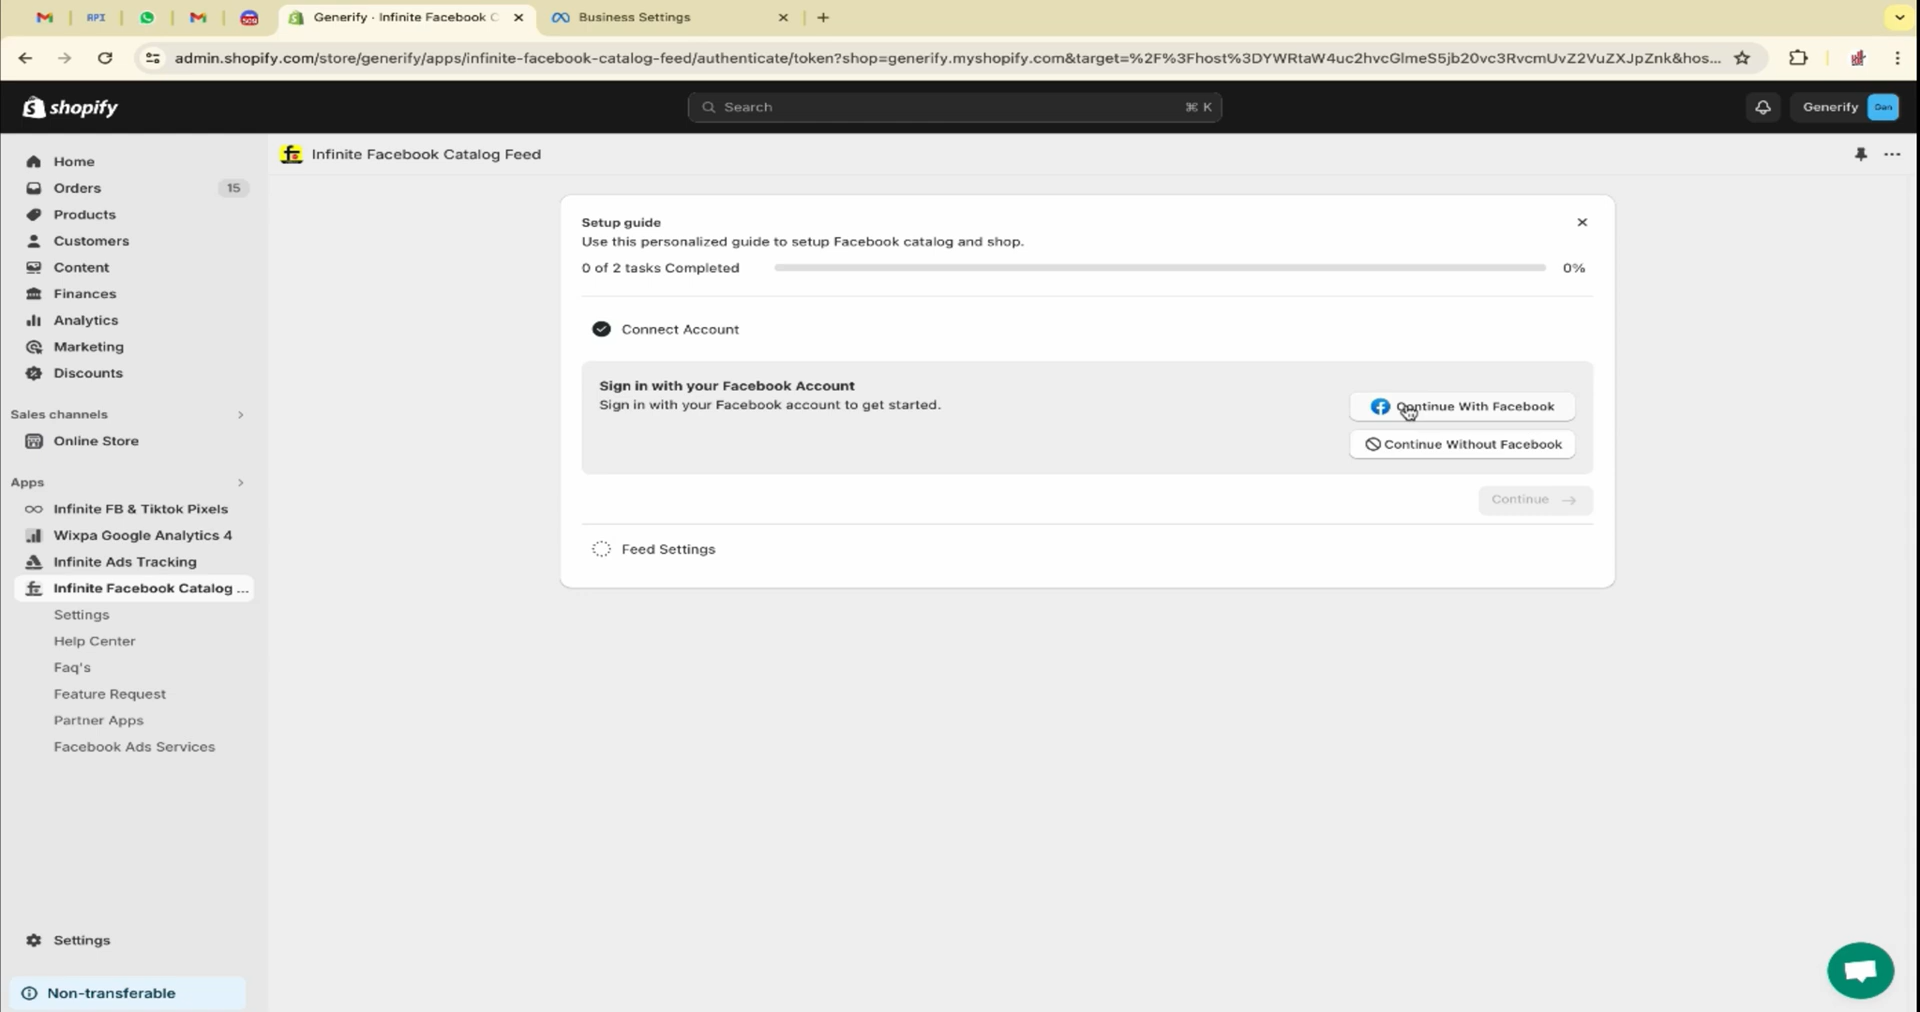 API
Generify · Infinite Facebook C
Business Settings
admin.shopify.com/store/generify/apps/infinite-facebook-catalog-feed/authenticate/token?shop=generify.myshopify.com&target=%2F%3Fhost%3DYWRtaW4uc2hvcGlmeS5jb20vc3RvcmUvZ2VuZXJpZnk&hos...
shopify
Search
⌘ K
Generify
Gen
Home
Orders
15
Products
Customers
Content
Finances
Analytics
Marketing
Discounts
Sales channels
Online Store
Apps
Infinite FB & Tiktok Pixels
Wixpa Google Analytics 4
Infinite Ads Tracking
Infinite Facebook Catalog ...
Settings
Help Center
Faq's
Feature Request
Partner Apps
Facebook Ads Services
Settings
Non-transferable
Infinite Facebook Catalog Feed
Setup guide
Use this personalized guide to setup Facebook catalog and shop.
0 of 2 tasks Completed
0%
Connect Account
Sign in with your Facebook Account
Sign in with your Facebook account to get started.
Continue With Facebook
Continue Without Facebook
Continue →
Feed Settings